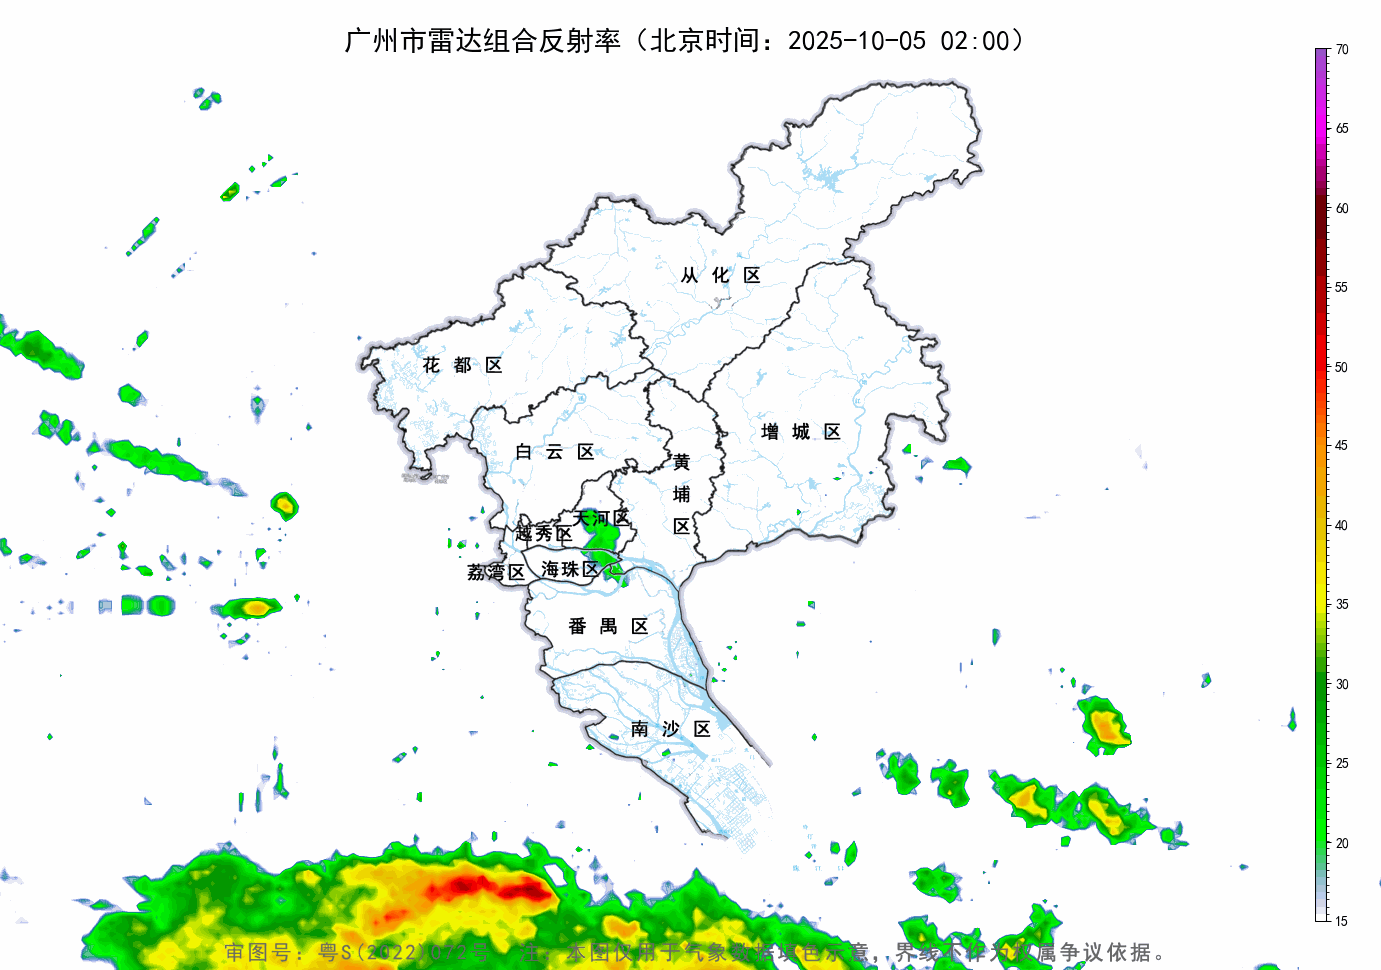 广州市雷达组合反射率（北京时间：2025-10-05 02:00）
70
65
60
55
50
45
40
35
30
25
20
15
从化区
花都区
增城区
白云区
黄埔区
天河区
越秀区
荔湾区
海珠区
番禺区
南沙区
审图号：粤S(2022)072号 注：本图仅用于气象数据填色示意，界线不作为权属争议依据。